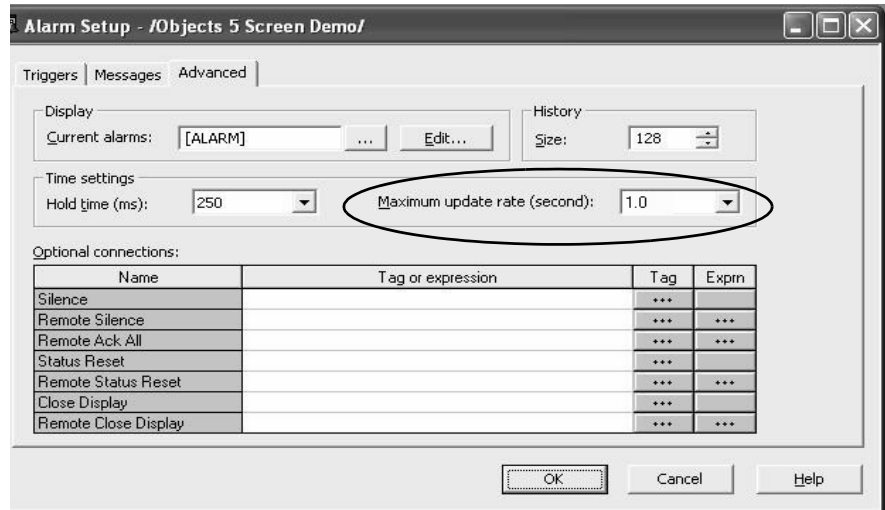 Alarm Setup - /Objects 5 Screen Demo/
Triggers Messages Advanced
Display
Current alarms: [ALARM] ... Edit...
History
Size: 128
Time settings
Hold time (ms): 250 Maximum update rate (second): 1.0
Optional connections:
Name Tag or expression Tag Exprn
Silence ...
Remote Silence ... ...
Remote Ack All ... ...
Status Reset ...
Remote Status Reset ... ...
Close Display ...
Remote Close Display ... ...
OK Cancel Help